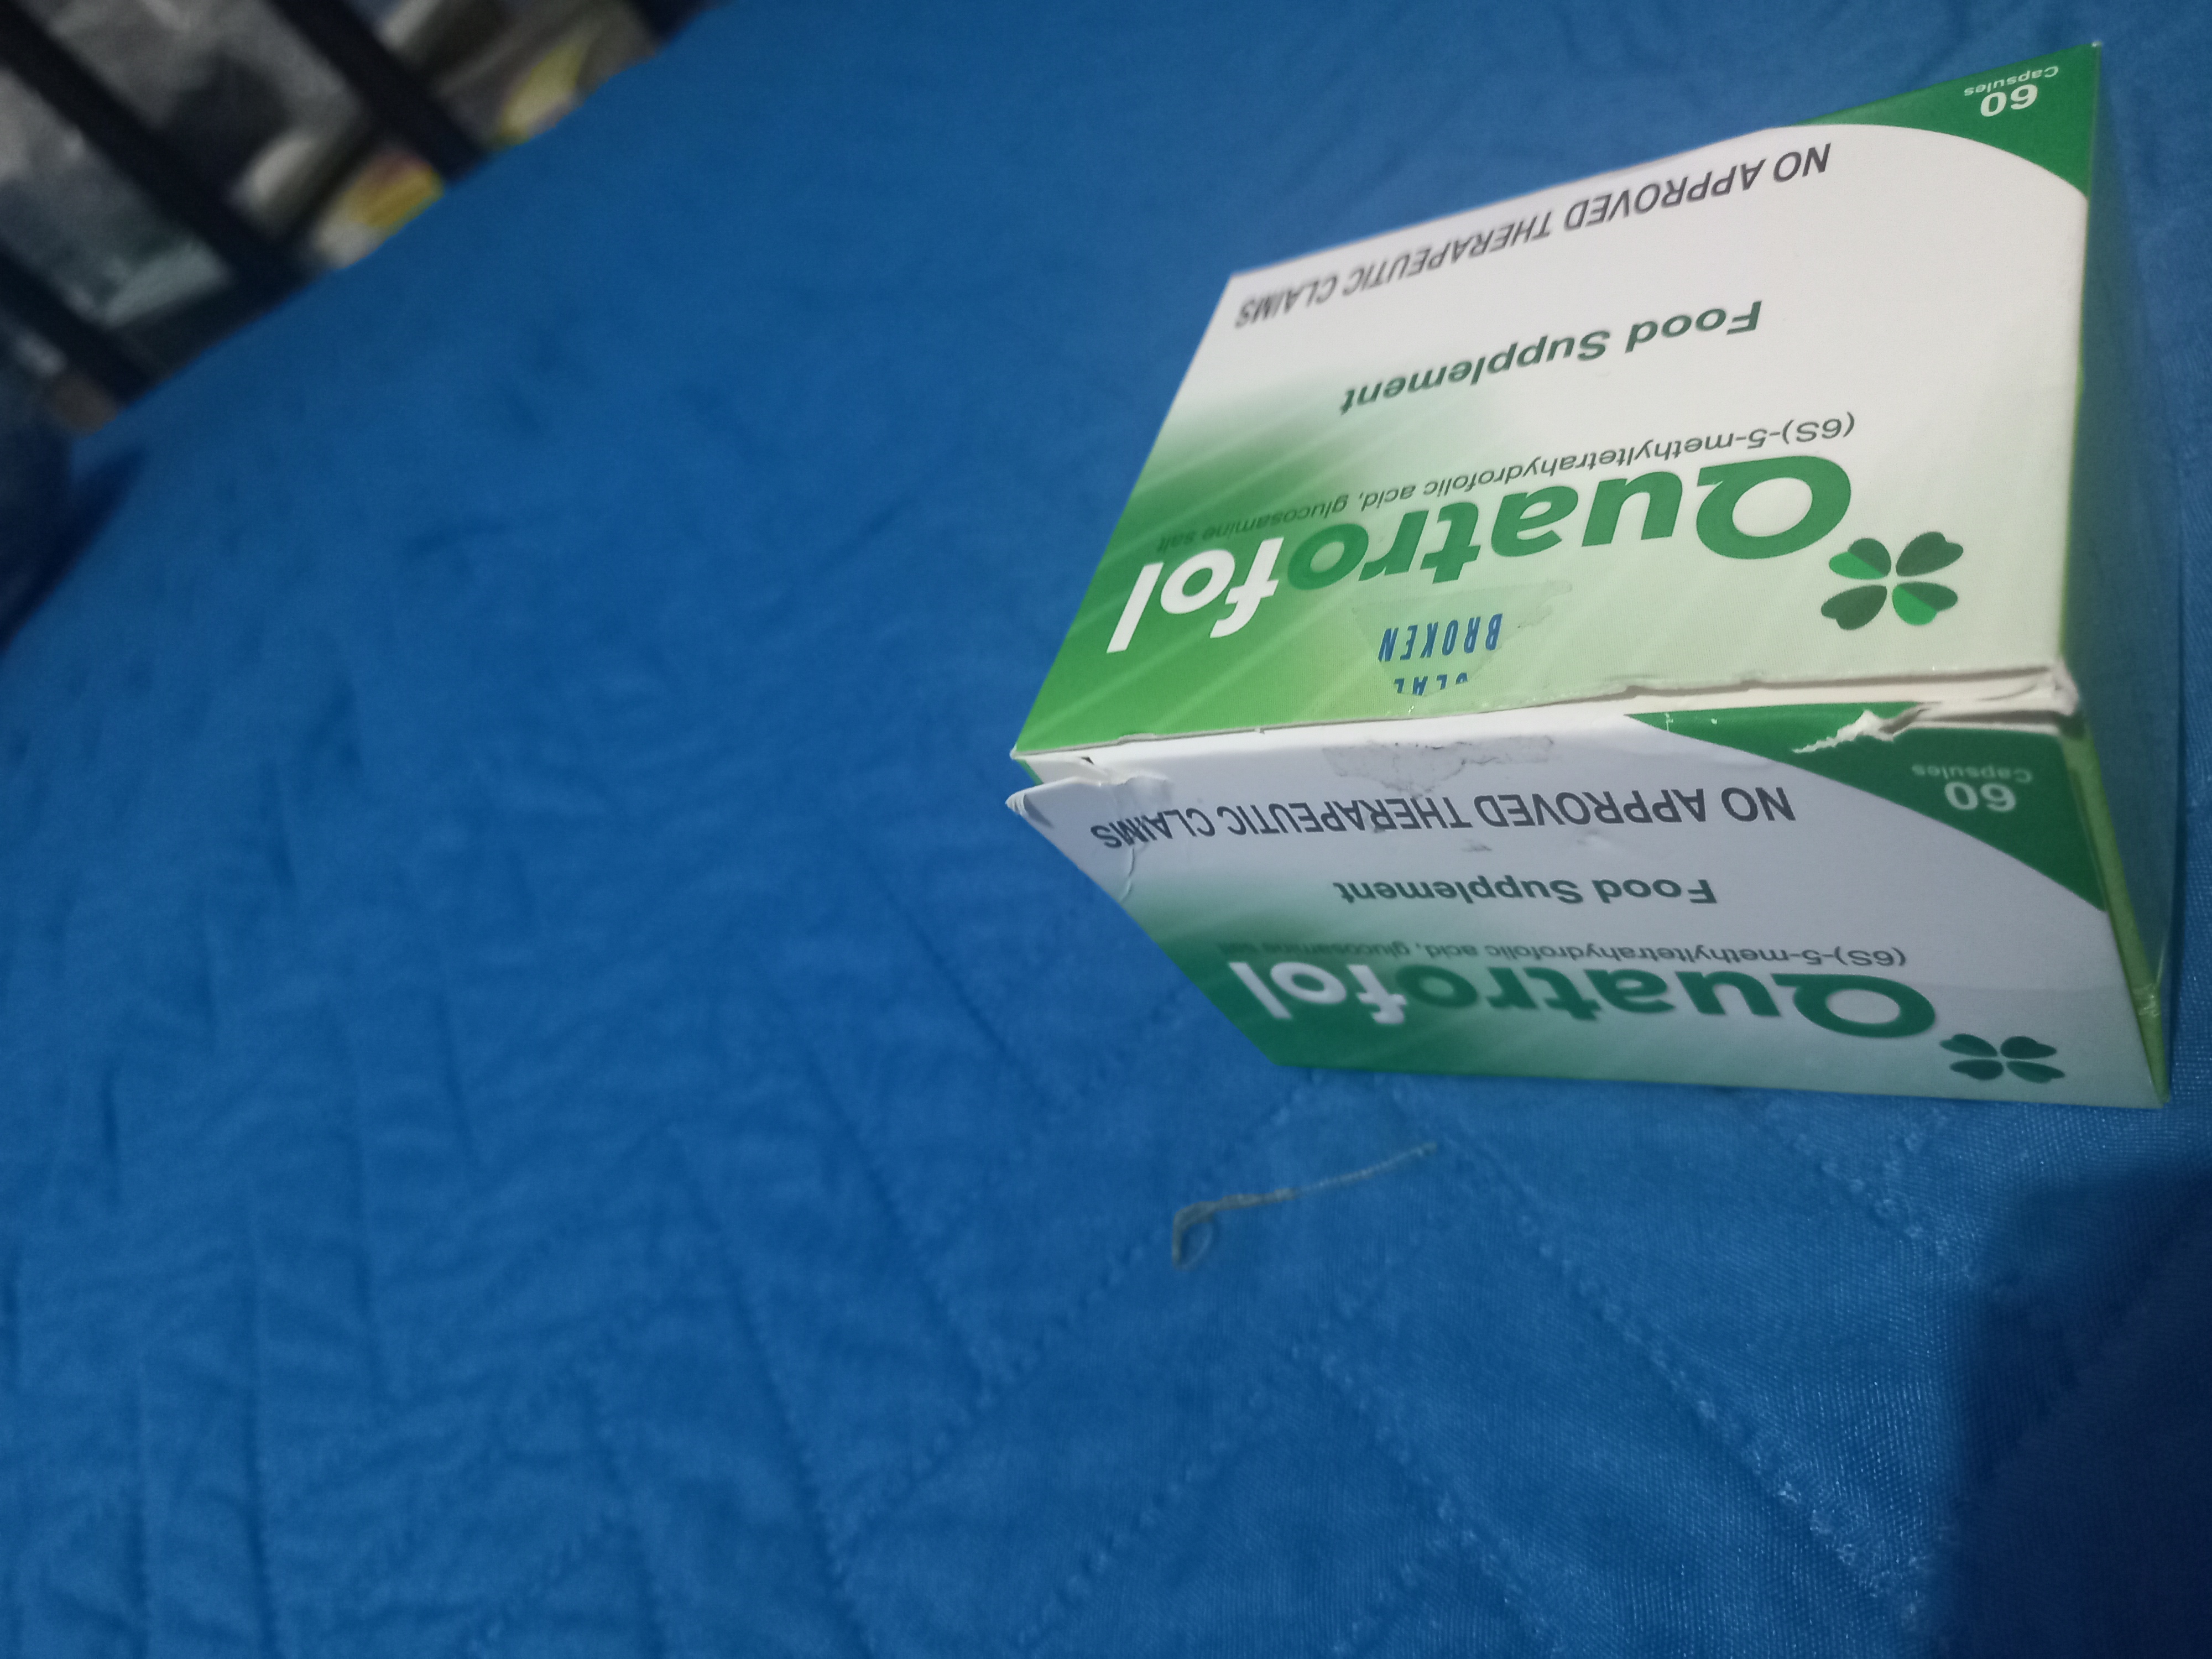 Quatrofol
(6S)-5-methyltetrahydrofolic acid, glucosamine salt
Food Supplement
NO APPROVED THERAPEUTIC CLAIMS
60
Capsules
BROKEN
Quatrofol
(6S)-5-methyltetrahydrofolic acid, glucosamine salt
Food Supplement
NO APPROVED THERAPEUTIC CLAIMS
60
Capsules